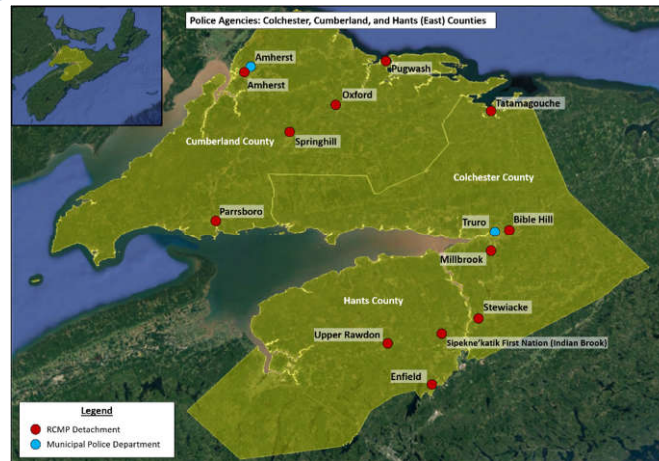 Police Agencies: Colchester, Cumberland, and Hants (East) Counties
Amherst
Amherst
Pugwash
Oxford
Tatamagouche
Springhill
Cumberland County
Colchester County
Parrsboro
Truro
Bible Hill
Millbrook
Hants County
Stewiacke
Upper Rawdon
Sipekne'katik First Nation (Indian Brook)
Enfield
Legend
RCMP Detachment
Municipal Police Department